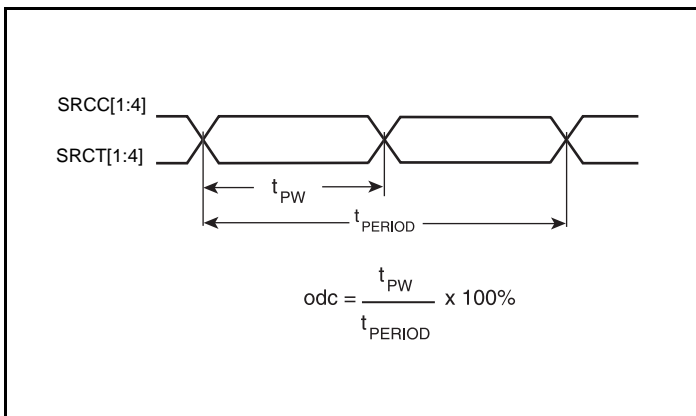 SRCC[1:4]
SRCT[1:4]
tPW
tPERIOD
odc = tPW / tPERIOD x 100%